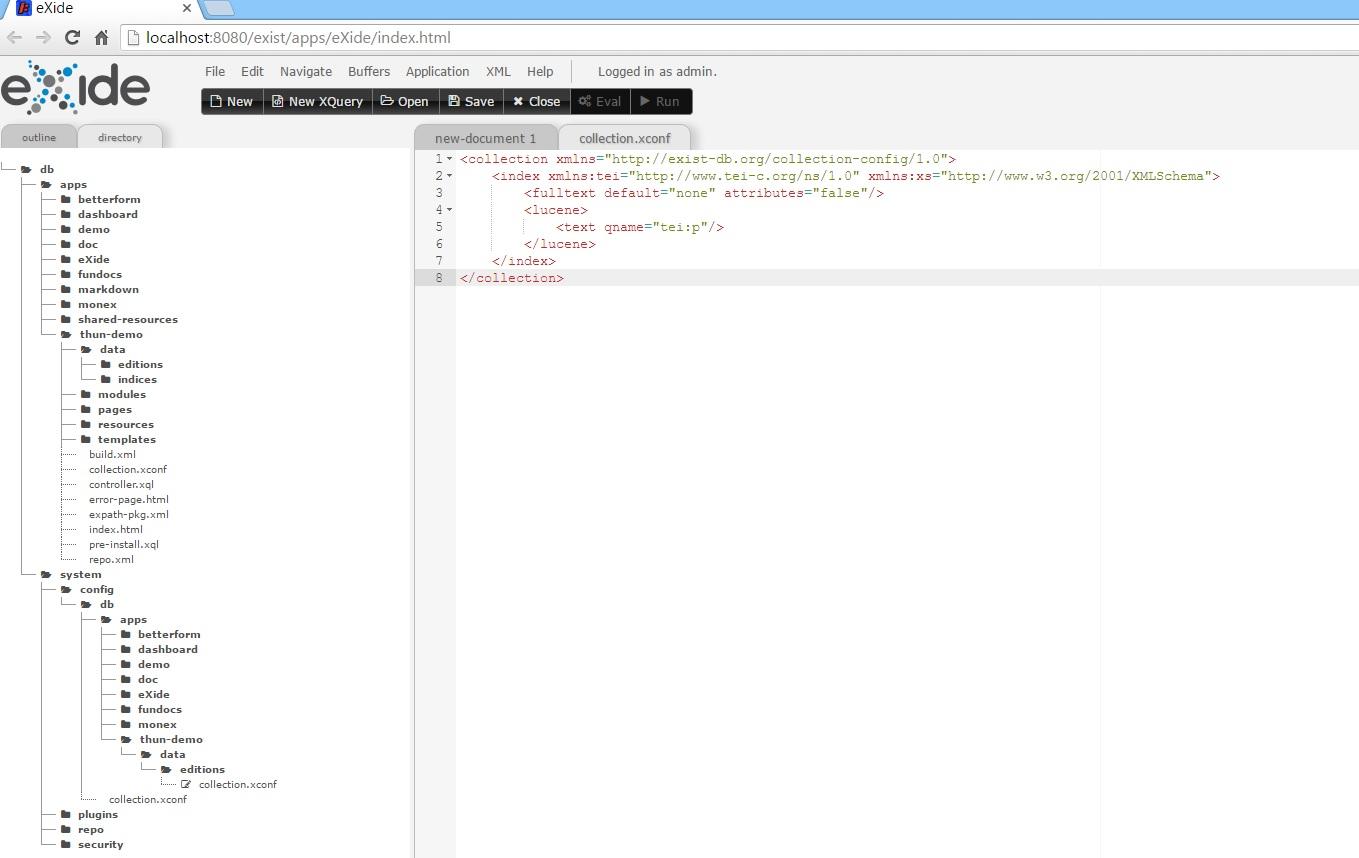 eXide
localhost:8080/exist/apps/eXide/index.html
eXide
File Edit Navigate Buffers Application XML Help Logged in as admin.
New New XQuery Open Save Close Eval Run
outline directory
new-document 1 collection.xconf
db
apps
betterform
dashboard
demo
doc
eXide
fundocs
markdown
monex
shared-resources
thun-demo
data
editions
indices
modules
pages
resources
templates
build.xml
collection.xconf
controller.xql
error-page.html
expath-pkg.xml
index.html
pre-install.xql
repo.xml
system
config
db
apps
betterform
dashboard
demo
doc
eXide
fundocs
monex
thun-demo
data
editions
collection.xconf
collection.xconf
plugins
repo
security
1 <collection xmlns="http://exist-db.org/collection-config/1.0">
2 <index xmlns:tei="http://www.tei-c.org/ns/1.0" xmlns:xs="http://www.w3.org/2001/XMLSchema">
3 <fulltext default="none" attributes="false"/>
4 <lucene>
5 <text qname="tei:p"/>
6 </lucene>
7 </index>
8 </collection>